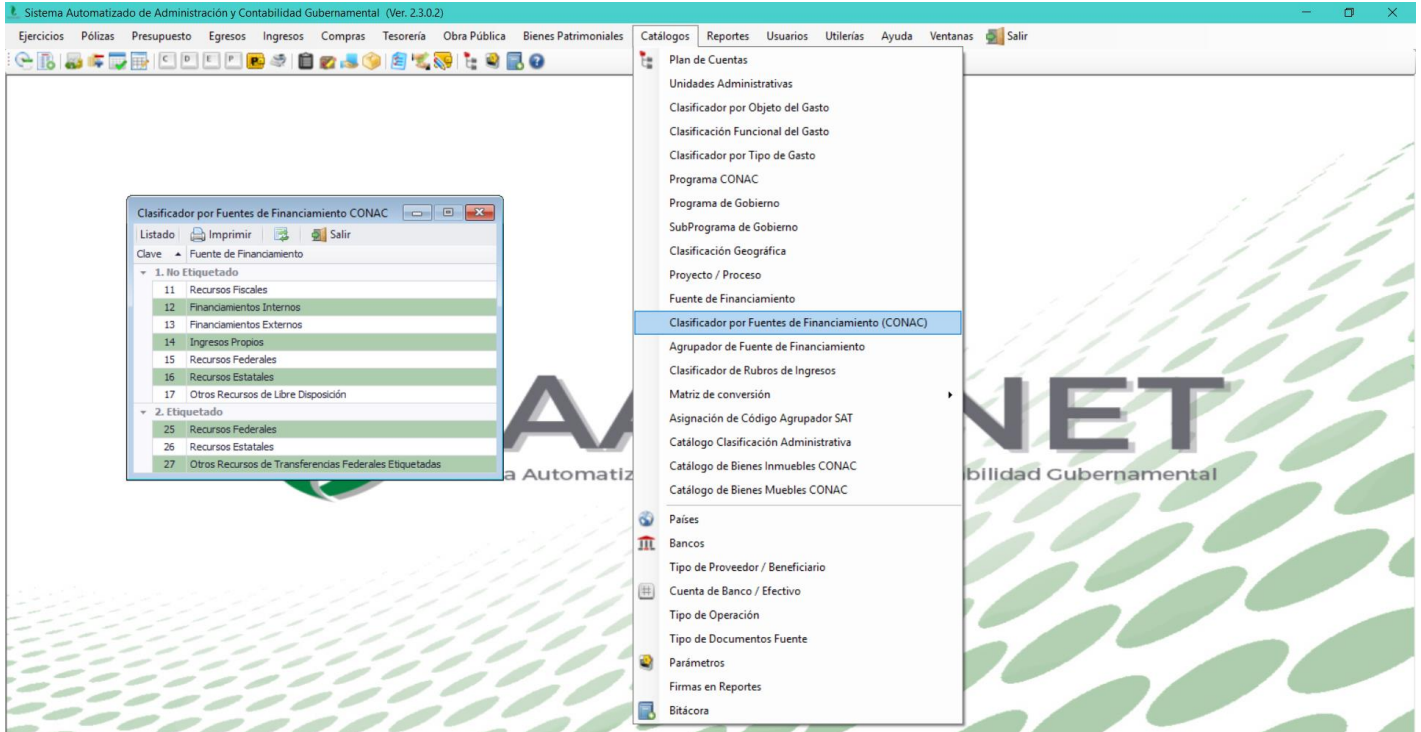 Sistema Automatizado de Administración y Contabilidad Gubernamental (Ver. 2.3.0.2)
Ejercicios Pólizas Presupuesto Egresos Ingresos Compras Tesorería Obra Pública Bienes Patrimoniales Catálogos Reportes Usuarios Utilerías Ayuda Ventanas Salir
C D E P P
Clasificador por Fuentes de Financiamiento CONAC
Listado Imprimir Salir
Clave Fuente de Financiamiento
1. No Etiquetado
11 Recursos Fiscales
12 Financiamientos Internos
13 Financiamientos Externos
14 Ingresos Propios
15 Recursos Federales
16 Recursos Estatales
17 Otros Recursos de Libre Disposición
2. Etiquetado
25 Recursos Federales
26 Recursos Estatales
27 Otros Recursos de Transferencias Federales Etiquetadas
Plan de Cuentas
Unidades Administrativas
Clasificador por Objeto del Gasto
Clasificación Funcional del Gasto
Clasificador por Tipo de Gasto
Programa CONAC
Programa de Gobierno
SubPrograma de Gobierno
Clasificación Geográfica
Proyecto / Proceso
Fuente de Financiamiento
Clasificador por Fuentes de Financiamiento (CONAC)
Agrupador de Fuente de Financiamiento
Clasificador de Rubros de Ingresos
Matriz de conversión
Asignación de Código Agrupador SAT
Catálogo Clasificación Administrativa
Catálogo de Bienes Inmuebles CONAC
Catálogo de Bienes Muebles CONAC
Países
Bancos
Tipo de Proveedor / Beneficiario
Cuenta de Banco / Efectivo
Tipo de Operación
Tipo de Documentos Fuente
Parámetros
Firmas en Reportes
Bitácora
NET
a Automatiz
bilidad Gubernamental